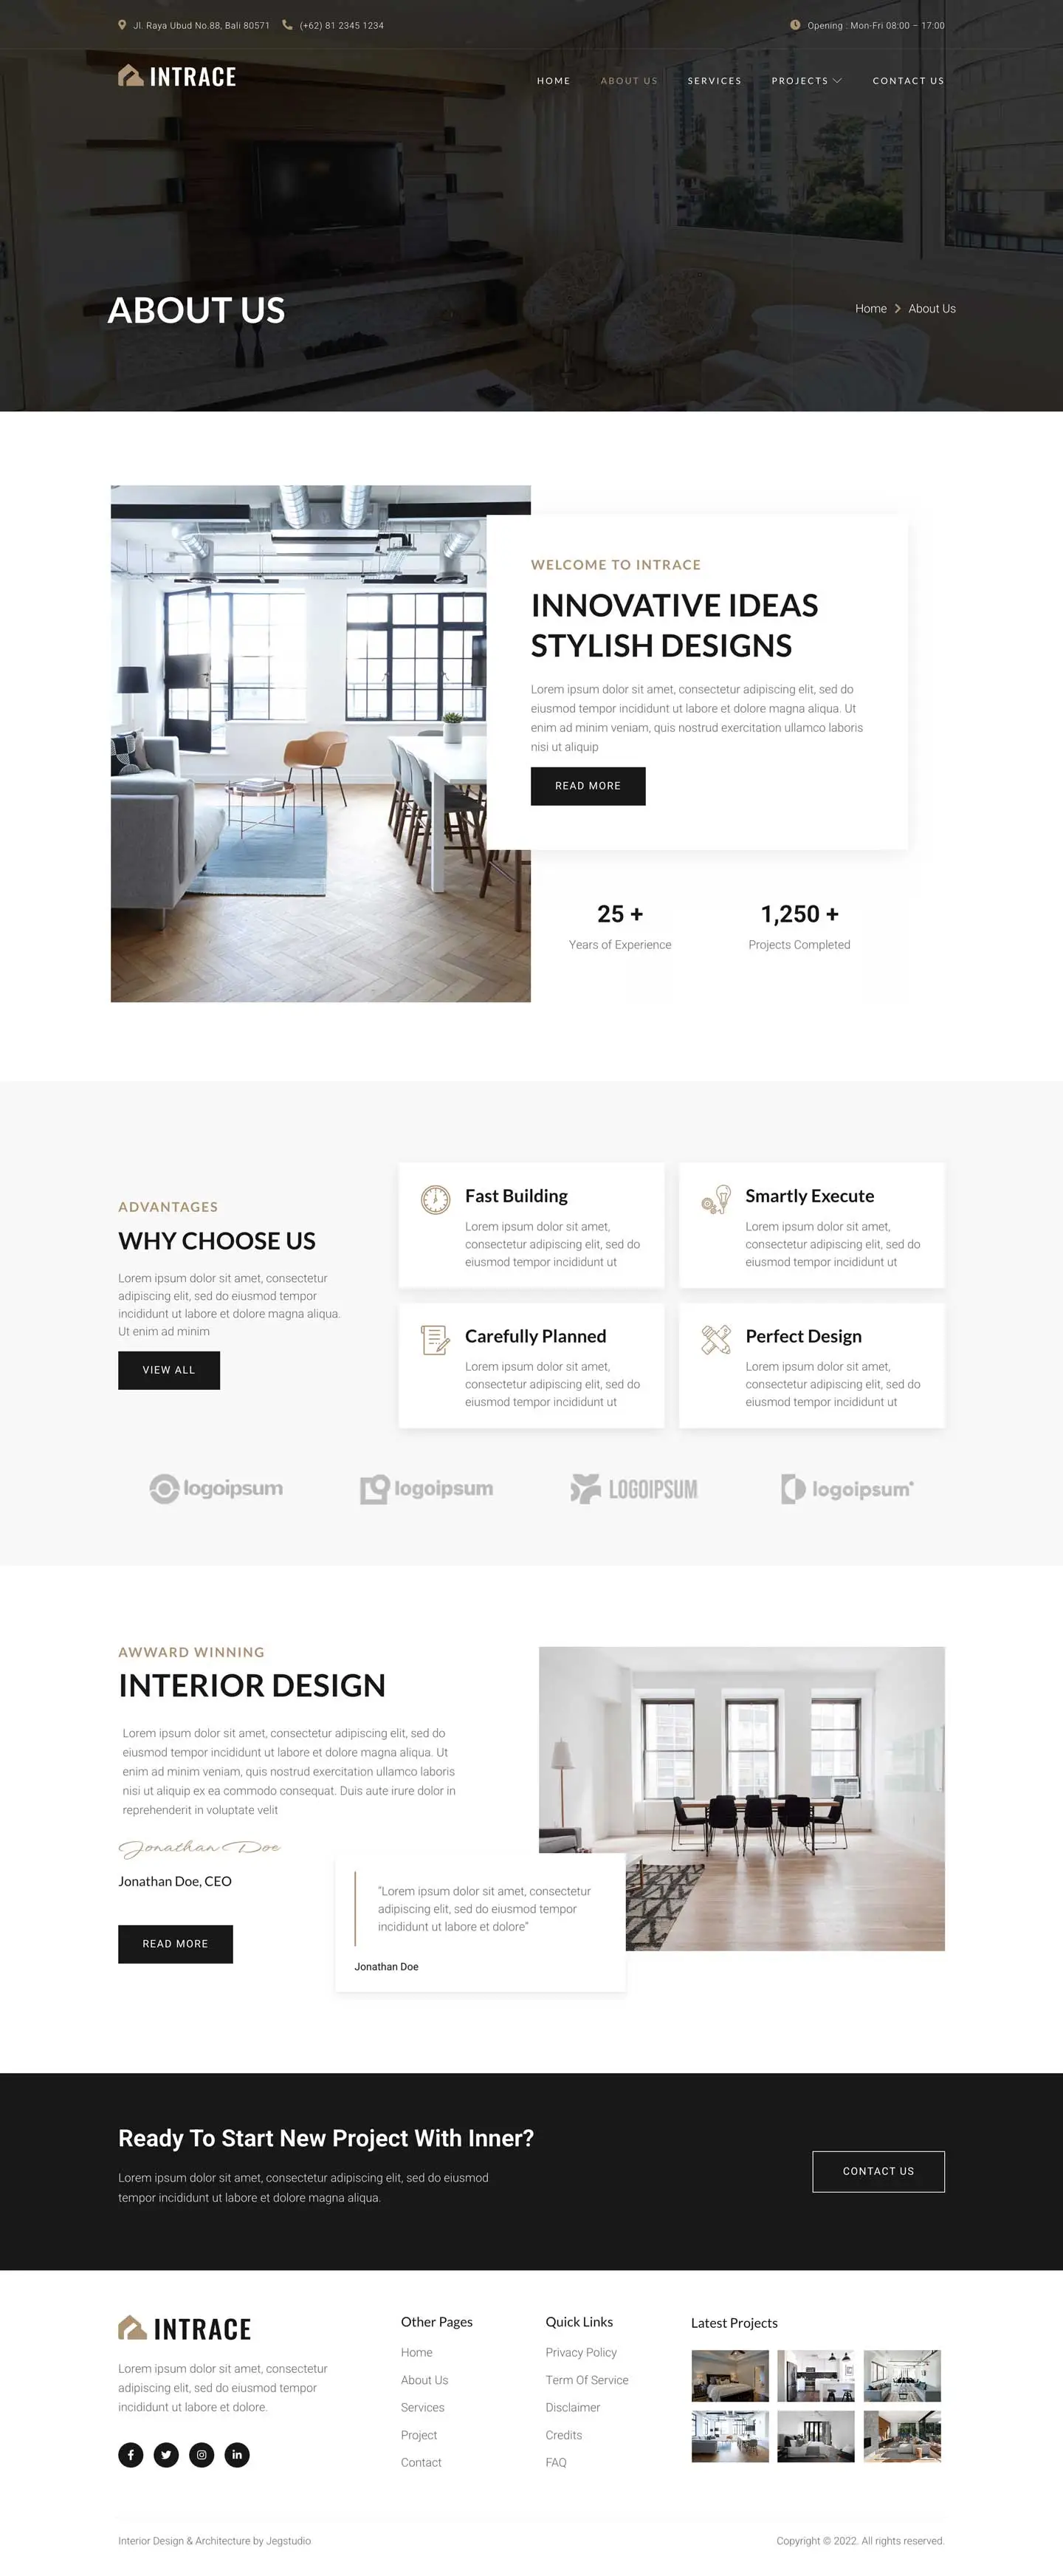 Jl. Raya Ubud No.88, Bali 80571
(+62) 81 2345 1234
Opening : Mon-Fri 08:00 – 17:00
INTRACE
HOME
ABOUT US
SERVICES
PROJECTS
CONTACT US
ABOUT US
Home
About Us
WELCOME TO INTRACE
INNOVATIVE IDEAS
STYLISH DESIGNS
Lorem ipsum dolor sit amet, consectetur adipiscing elit, sed do
eiusmod tempor incididunt ut labore et dolore magna aliqua. Ut
enim ad minim veniam, quis nostrud exercitation ullamco laboris
nisi ut aliquip
READ MORE
25 +
Years of Experience
1,250 +
Projects Completed
ADVANTAGES
WHY CHOOSE US
Lorem ipsum dolor sit amet, consectetur
adipiscing elit, sed do eiusmod tempor
incididunt ut labore et dolore magna aliqua.
Ut enim ad minim
VIEW ALL
Fast Building
Lorem ipsum dolor sit amet,
consectetur adipiscing elit, sed do
eiusmod tempor incididunt ut
Smartly Execute
Lorem ipsum dolor sit amet,
consectetur adipiscing elit, sed do
eiusmod tempor incididunt ut
Carefully Planned
Lorem ipsum dolor sit amet,
consectetur adipiscing elit, sed do
eiusmod tempor incididunt ut
Perfect Design
Lorem ipsum dolor sit amet,
consectetur adipiscing elit, sed do
eiusmod tempor incididunt ut
logoipsum
logoipsum
LOGOIPSUM
logoipsum
AWWARD WINNING
INTERIOR DESIGN
Lorem ipsum dolor sit amet, consectetur adipiscing elit, sed do
eiusmod tempor incididunt ut labore et dolore magna aliqua. Ut
enim ad minim veniam, quis nostrud exercitation ullamco laboris
nisi ut aliquip ex ea commodo consequat. Duis aute irure dolor in
reprehenderit in voluptate velit
Jonathan Doe
Jonathan Doe, CEO
READ MORE
"Lorem ipsum dolor sit amet, consectetur
adipiscing elit, sed do eiusmod tempor
incididunt ut labore et dolore"
Jonathan Doe
Ready To Start New Project With Inner?
Lorem ipsum dolor sit amet, consectetur adipiscing elit, sed do eiusmod
tempor incididunt ut labore et dolore magna aliqua.
CONTACT US
INTRACE
Lorem ipsum dolor sit amet, consectetur
adipiscing elit, sed do eiusmod tempor
incididunt ut labore et dolore.
Other Pages
Home
About Us
Services
Project
Contact
Quick Links
Privacy Policy
Term Of Service
Disclaimer
Credits
FAQ
Latest Projects
Interior Design & Architecture by Jegstudio
Copyright © 2022. All rights reserved.